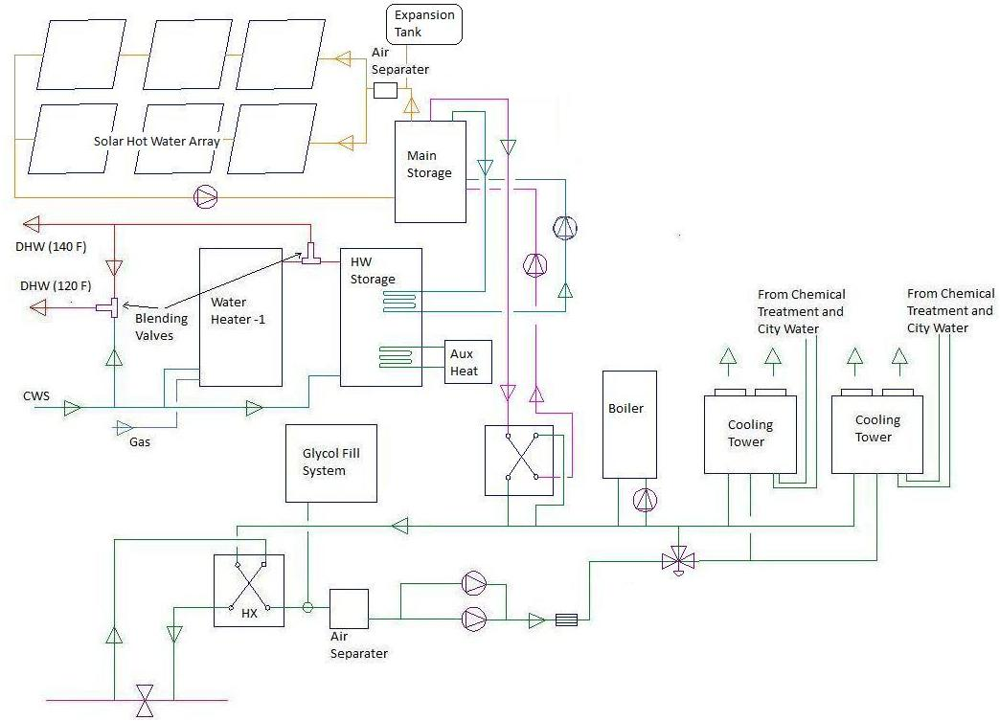 Expansion
Tank
Air
Separater
Solar Hot Water Array
Main
Storage
DHW (140 F)
DHW (120 F)
Blending
Valves
Water
Heater -1
HW
Storage
Aux
Heat
CWS
Gas
Glycol Fill
System
Boiler
From Chemical
Treatment and
City Water
From Chemical
Treatment and
City Water
Cooling
Tower
Cooling
Tower
HX
Air
Separater